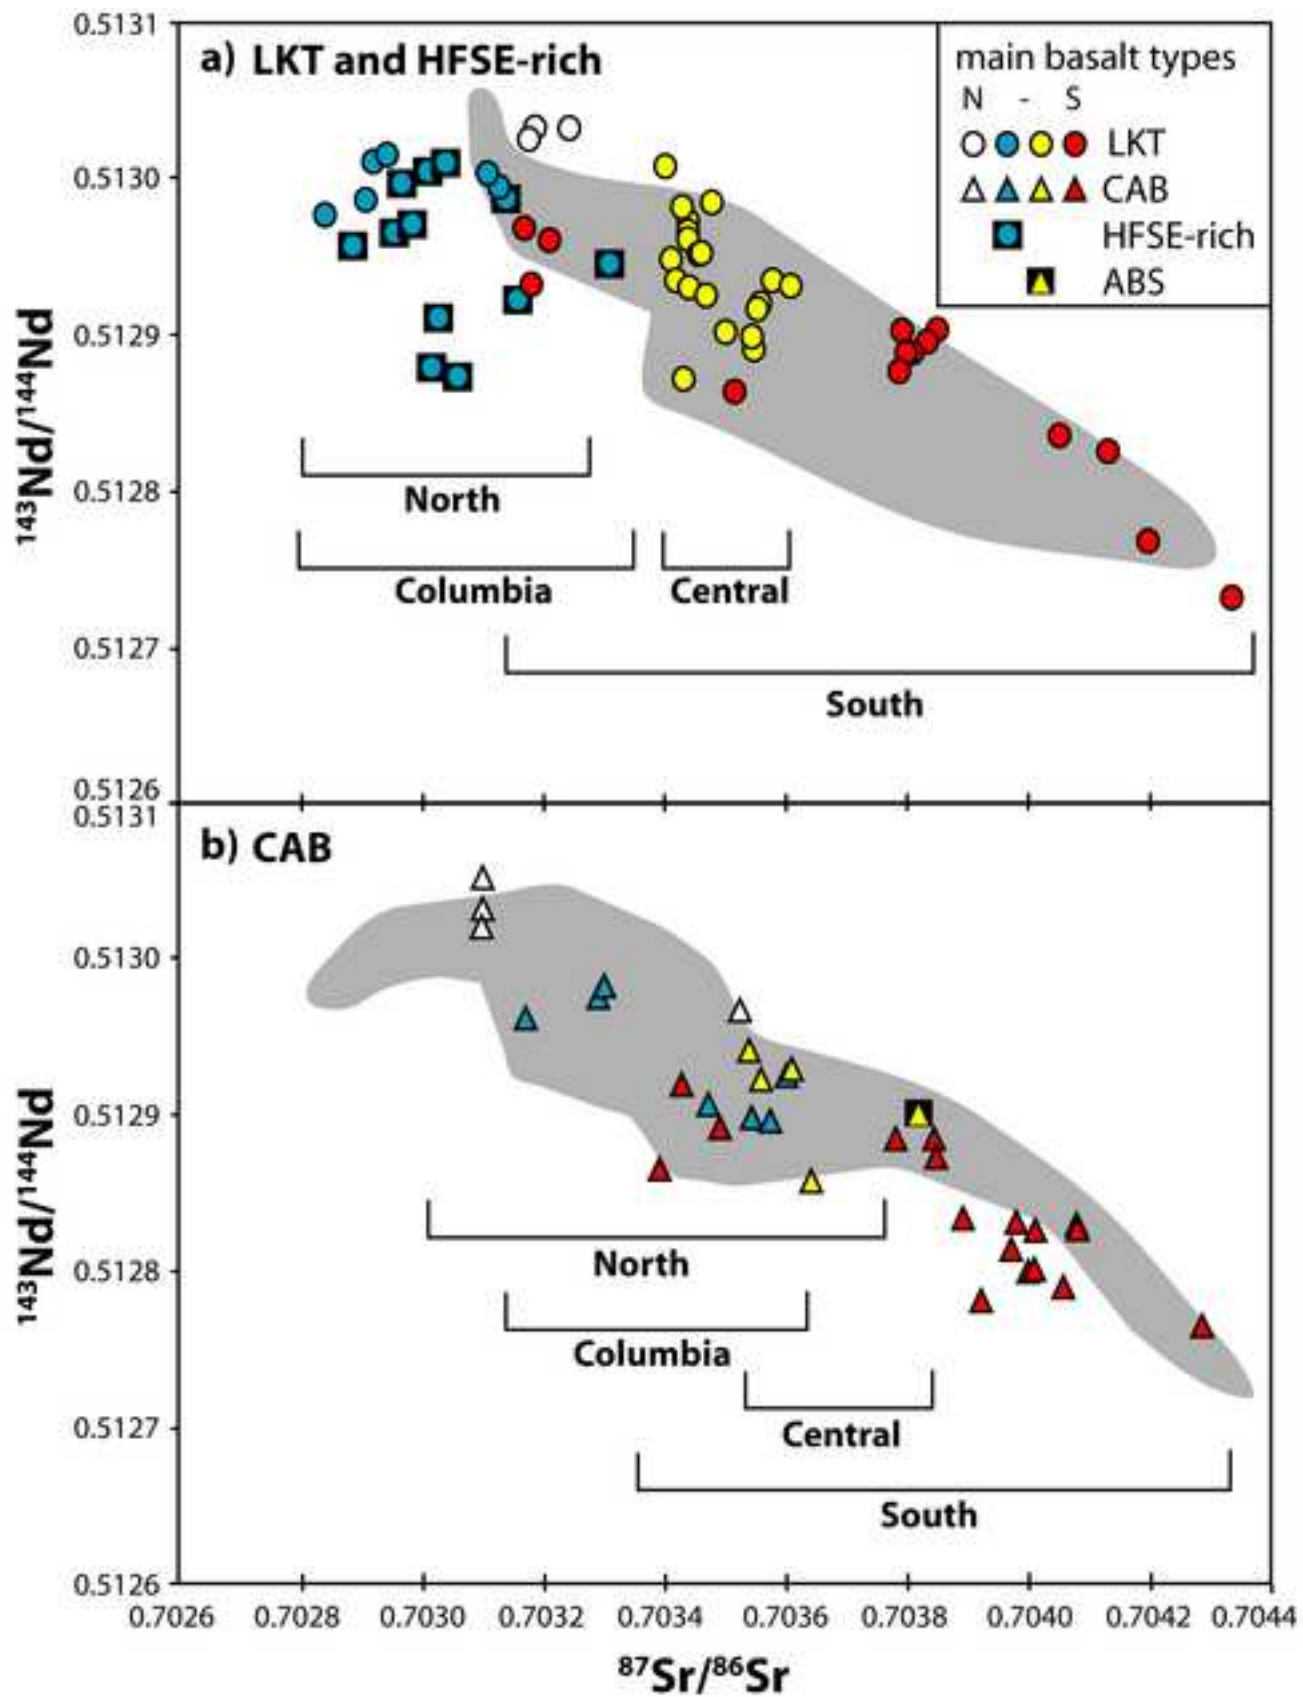 0.5131
a) LKT and HFSE-rich
main basalt types
N - S
LKT
CAB
HFSE-rich
ABS
0.5130
0.5129
0.5128
0.5127
0.5126
¹⁴³Nd/¹⁴⁴Nd
North
Columbia
Central
South
0.5131
b) CAB
0.5130
0.5129
0.5128
0.5127
0.5126
¹⁴³Nd/¹⁴⁴Nd
North
Columbia
Central
South
0.7026 0.7028 0.7030 0.7032 0.7034 0.7036 0.7038 0.7040 0.7042 0.7044
⁸⁷Sr/⁸⁶Sr